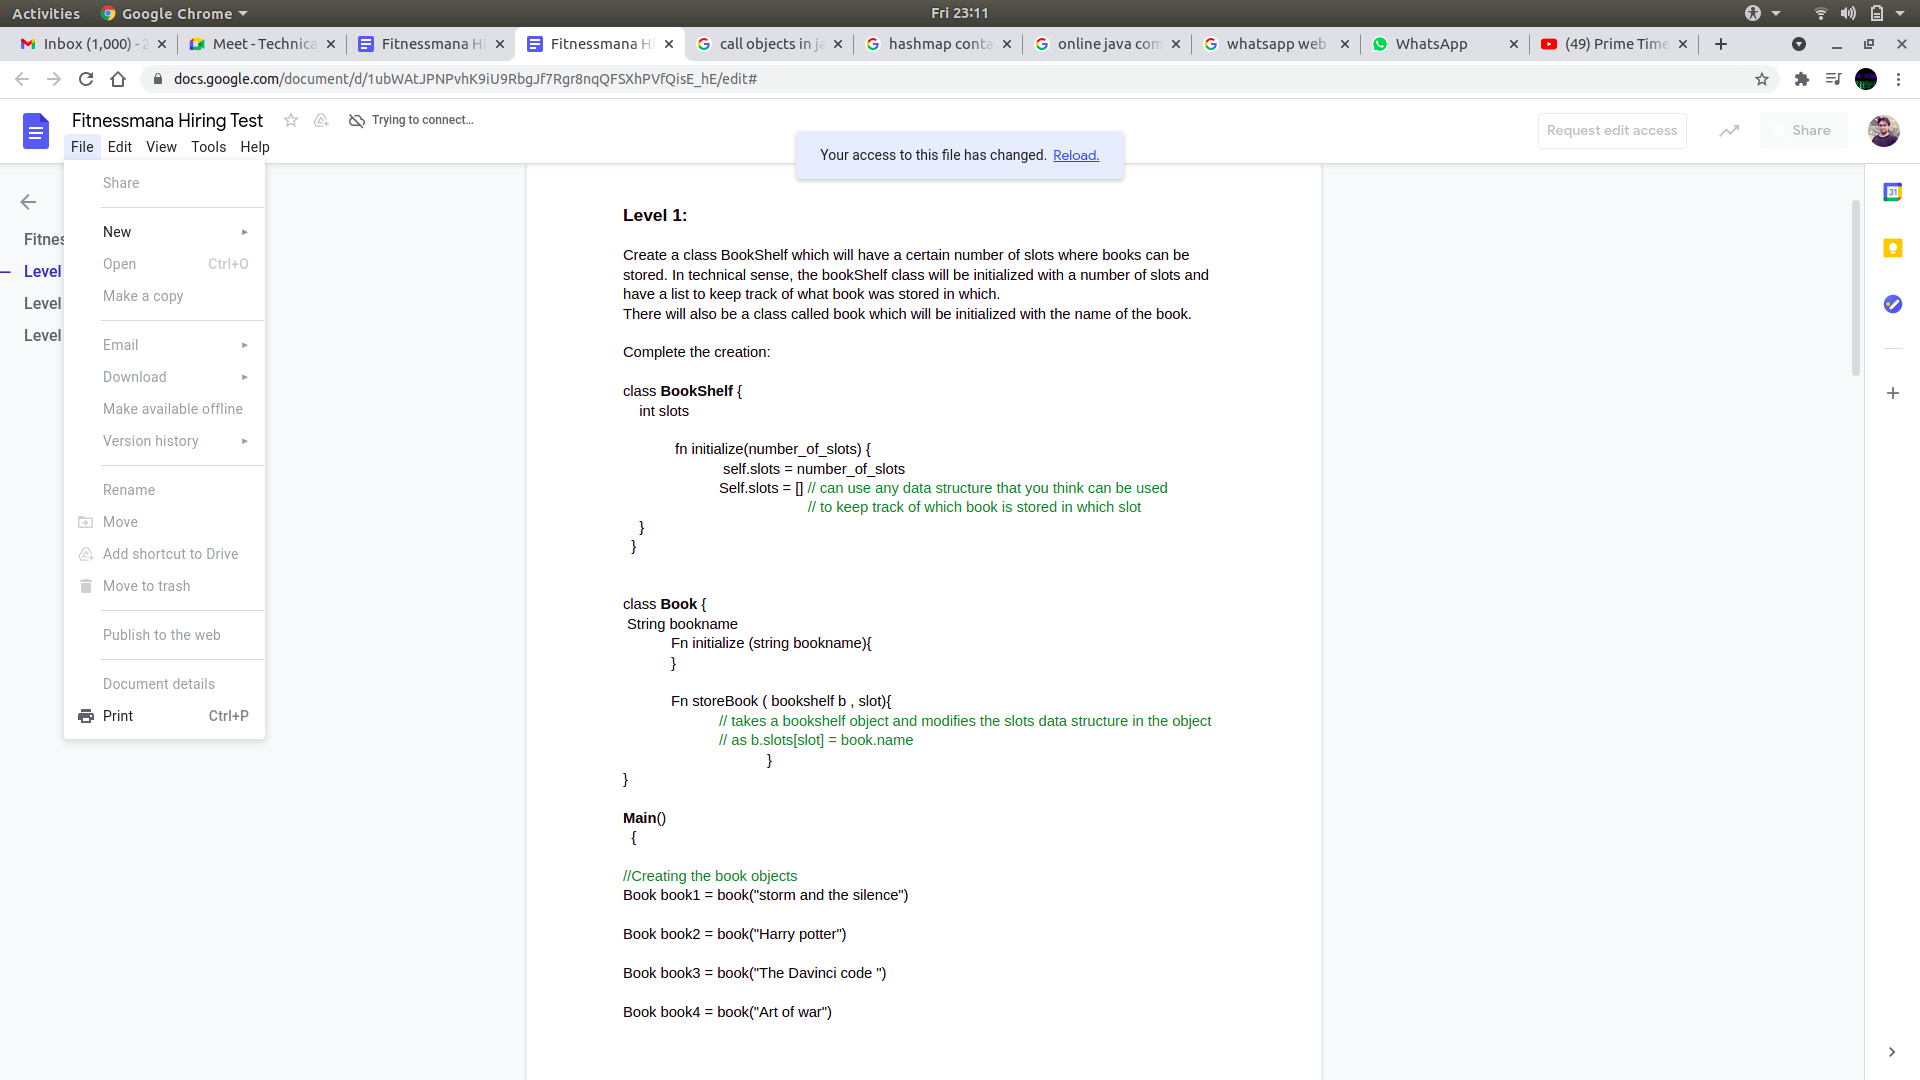 Activities Google Chrome Fri 23:11
Inbox (1,000) - 2 Meet - Technica Fitnessmana Hi Fitnessmana Hi call objects in ja hashmap conta online java com whatsapp web WhatsApp (49) Prime Time
docs.google.com/document/d/1ubWAtJPNPvhK9iU9RbgJf7Rgr8nqQFSXhPVfQisE_hE/edit#
Fitnessmana Hiring Test Trying to connect...
File Edit View Tools Help
Your access to this file has changed. Reload.
Request edit access Share
Share
New
Open Ctrl+O
Make a copy
Email
Download
Make available offline
Version history
Rename
Move
Add shortcut to Drive
Move to trash
Publish to the web
Document details
Print Ctrl+P
Fitnes
Level
Level
Level
Level 1:
Create a class BookShelf which will have a certain number of slots where books can be
stored. In technical sense, the bookShelf class will be initialized with a number of slots and
have a list to keep track of what book was stored in which.
There will also be a class called book which will be initialized with the name of the book.
Complete the creation:
class BookShelf {
int slots
fn initialize(number_of_slots) {
self.slots = number_of_slots
Self.slots = [] // can use any data structure that you think can be used
// to keep track of which book is stored in which slot
}
}
class Book {
String bookname
Fn initialize (string bookname){
}
Fn storeBook ( bookshelf b , slot){
// takes a bookshelf object and modifies the slots data structure in the object
// as b.slots[slot] = book.name
}
}
Main()
{
//Creating the book objects
Book book1 = book("storm and the silence")
Book book2 = book("Harry potter")
Book book3 = book("The Davinci code ")
Book book4 = book("Art of war")
31